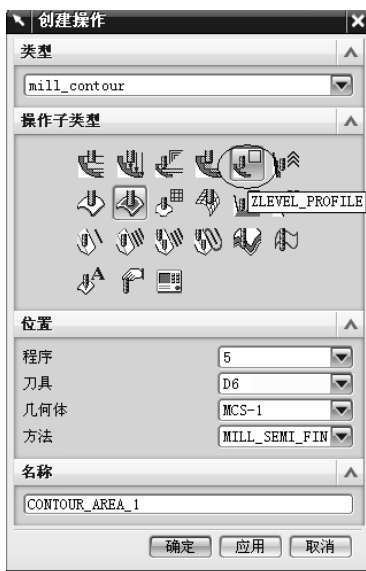 创建操作
类型
mill_contour
操作子类型
ZLEVEL_PROFILE
A
位置
程序 5
刀具 D6
几何体 MCS-1
方法 MILL_SEMI_FIN
名称
CONTOUR_AREA_1
确定 应用 取消